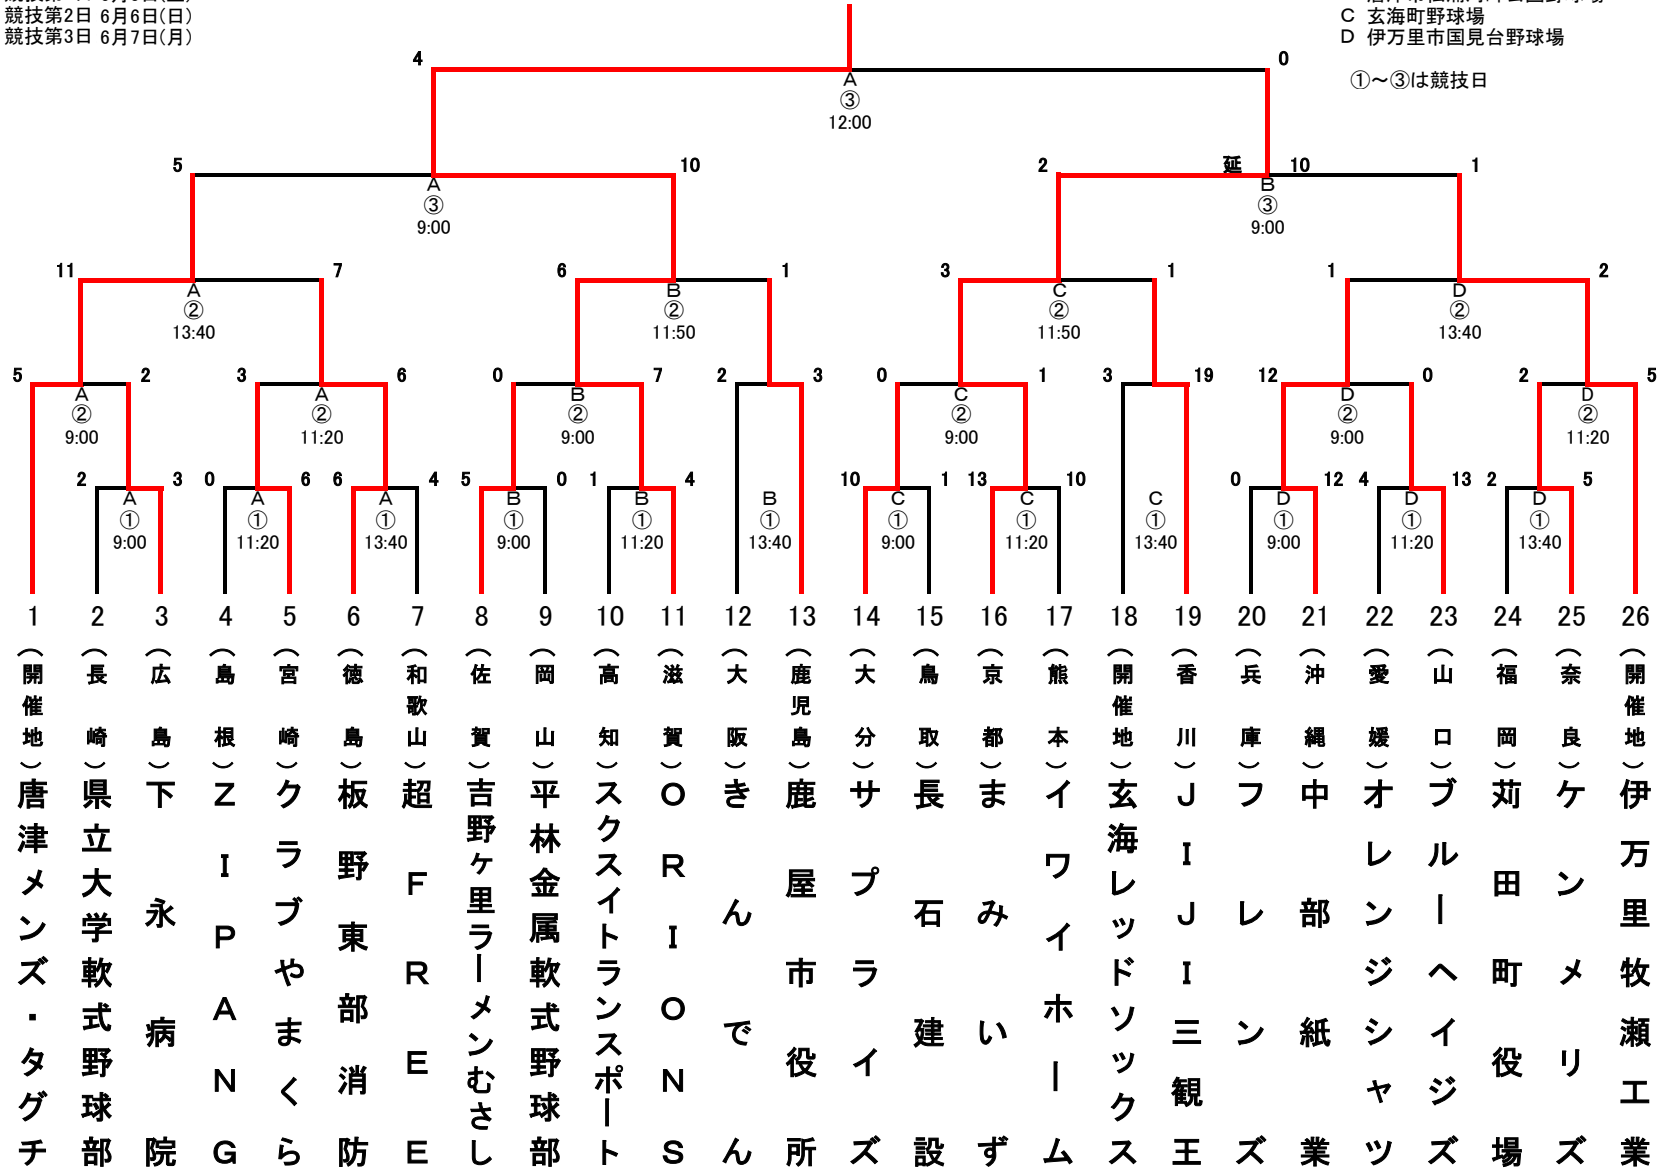 競技第2日 6月6日(日)
競技第3日 6月7日(月)
C 玄海町野球場
D 伊万里市国見台野球場
①～③は競技日
4
0
A
③
12:00
5
10
2
延
10
1
A
③
9:00
B
③
9:00
11
7
6
1
3
1
1
2
A
②
13:40
B
②
11:50
C
②
11:50
D
②
13:40
5
2
3
6
0
7
2
3
0
1
3
19
12
0
2
5
A
②
9:00
A
②
11:20
B
②
9:00
C
②
9:00
D
②
9:00
D
②
11:20
2
3
0
6
6
4
5
0
1
4
10
1
13
10
0
12
4
13
2
5
A
①
9:00
A
①
11:20
A
①
13:40
B
①
9:00
B
①
11:20
B
①
13:40
C
①
9:00
C
①
11:20
C
①
13:40
D
①
9:00
D
①
11:20
D
①
13:40
1 (開催地) 唐津メンズ・タグチ
2 (長崎) 県立大学軟式野球部
3 (広島) 下永病院
4 (島根) ZIPANG
5 (宮崎) クラブやまくら
6 (徳島) 板野東部消防
7 (和歌山) 超FREE
8 (佐賀) 吉野ヶ里ラーメンむさし
9 (岡山) 平林金属軟式野球部
10 (高知) スクスイトランスポート
11 (滋賀) ORIONS
12 (大阪) きんでん
13 (鹿児島) 鹿屋市役所
14 (大分) サプライズ
15 (鳥取) 長石建設
16 (京都) まみいず
17 (熊本) イワイホーム
18 (開催地) 玄海レッドソックス
19 (香川) JIJI三観王
20 (兵庫) フレンズ
21 (沖縄) 中部紙業
22 (愛媛) オレンジシャツ
23 (山口) ブルーヘイジズ
24 (福岡) 苅田町役場
25 (奈良) ケンメリズ
26 (開催地) 伊万里牧瀬工業